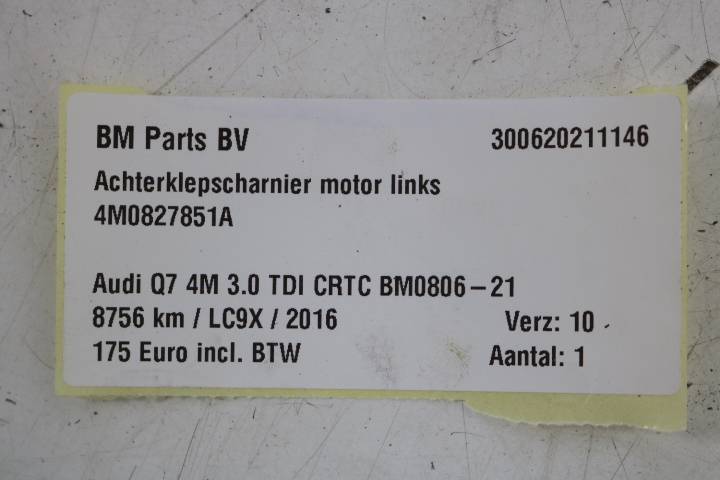 BM Parts BV 300620211146
Achterklepscharnier motor links
4M0827851A
Audi Q7 4M 3.0 TDI CRTC BM0806-21
8756 km / LC9X / 2016 Verz: 10
175 Euro incl. BTW Aantal: 1